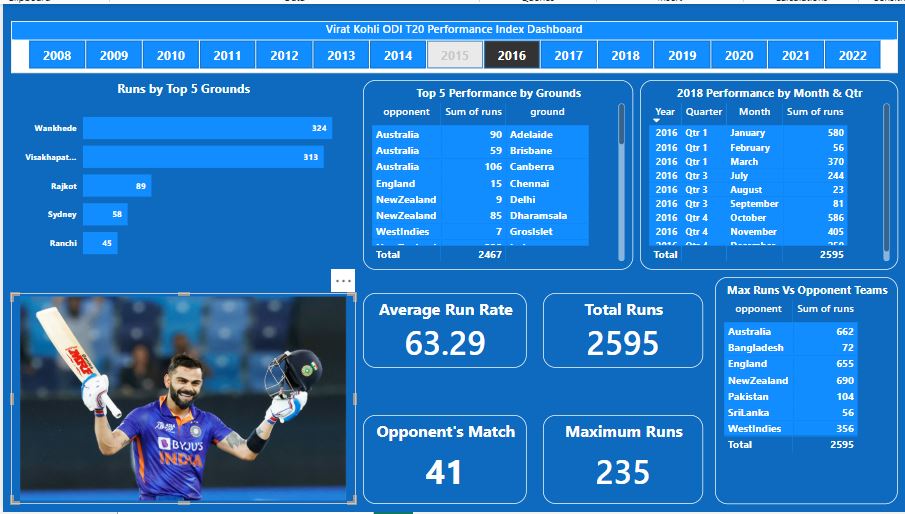 Virat Kohli ODI T20 Performance Index Dashboard
2008 2009 2010 2011 2012 2013 2014 2015 2016 2017 2018 2019 2020 2021 2022
Runs by Top 5 Grounds
Wankhede 324
Visakhapat... 313
Rajkot 89
Sydney 58
Ranchi 45
Top 5 Performance by Grounds
opponent Sum of runs ground
Australia 90 Adelaide
Australia 59 Brisbane
Australia 106 Canberra
England 15 Chennai
NewZealand 9 Delhi
NewZealand 85 Dharamsala
WestIndies 7 GrosIslet
Total 2467
2018 Performance by Month & Qtr
Year Quarter Month Sum of runs
2016 Qtr 1 January 580
2016 Qtr 1 February 56
2016 Qtr 1 March 370
2016 Qtr 3 July 244
2016 Qtr 3 August 23
2016 Qtr 3 September 81
2016 Qtr 4 October 586
2016 Qtr 4 November 405
2016 Qtr 4 December 250
Total 2595
MRF
BYJU'S
INDIA
Average Run Rate
63.29
Total Runs
2595
Opponent's Match
41
Maximum Runs
235
Max Runs Vs Opponent Teams
opponent Sum of runs
Australia 662
Bangladesh 72
England 655
NewZealand 690
Pakistan 104
SriLanka 56
WestIndies 356
Total 2595